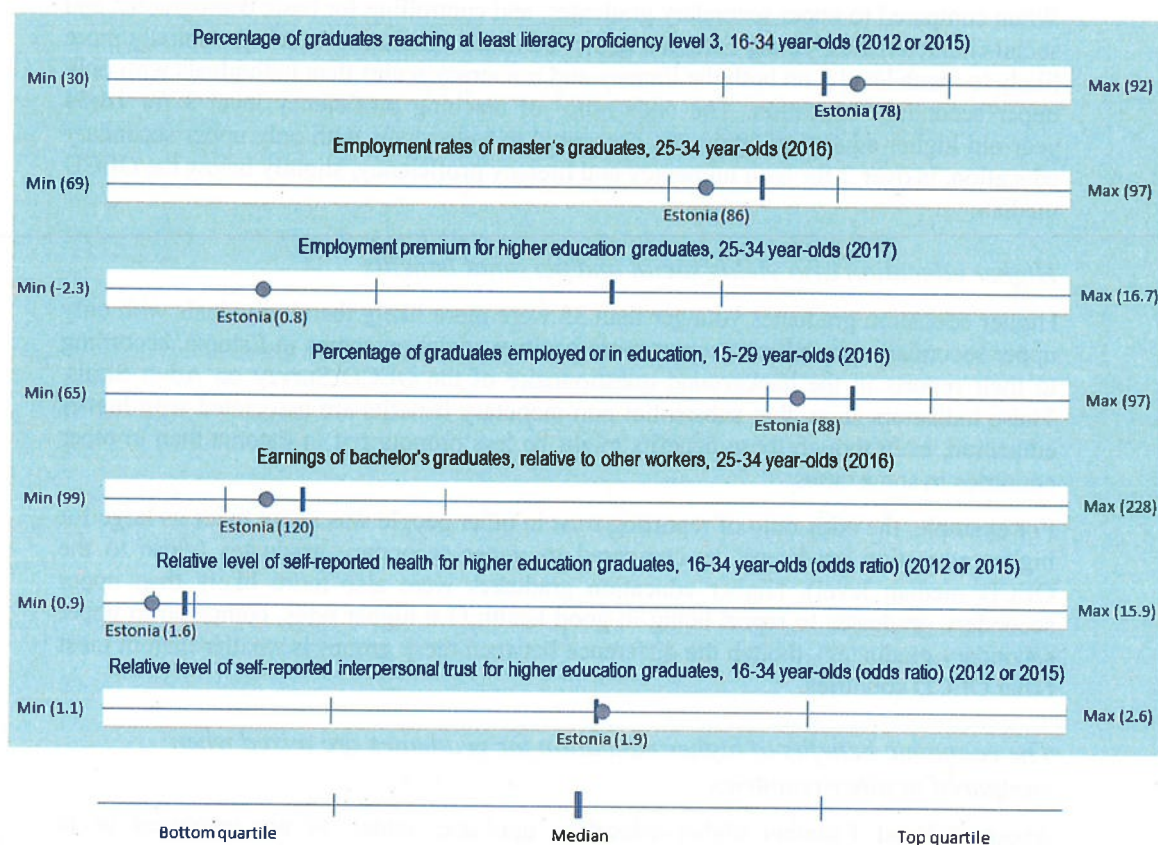 Percentage of graduates reaching at least literacy proficiency level 3, 16-34 year-olds (2012 or 2015)
Min (30)
Max (92)
Estonia (78)
Employment rates of master's graduates, 25-34 year-olds (2016)
Min (69)
Max (97)
Estonia (86)
Employment premium for higher education graduates, 25-34 year-olds (2017)
Min (-2.3)
Max (16.7)
Estonia (0.8)
Percentage of graduates employed or in education, 15-29 year-olds (2016)
Min (65)
Max (97)
Estonia (88)
Earnings of bachelor's graduates, relative to other workers, 25-34 year-olds (2016)
Min (99)
Max (228)
Estonia (120)
Relative level of self-reported health for higher education graduates, 16-34 year-olds (odds ratio) (2012 or 2015)
Min (0.9)
Max (15.9)
Estonia (1.6)
Relative level of self-reported interpersonal trust for higher education graduates, 16-34 year-olds (odds ratio) (2012 or 2015)
Min (1.1)
Max (2.6)
Estonia (1.9)
Bottom quartile
Median
Top quartile